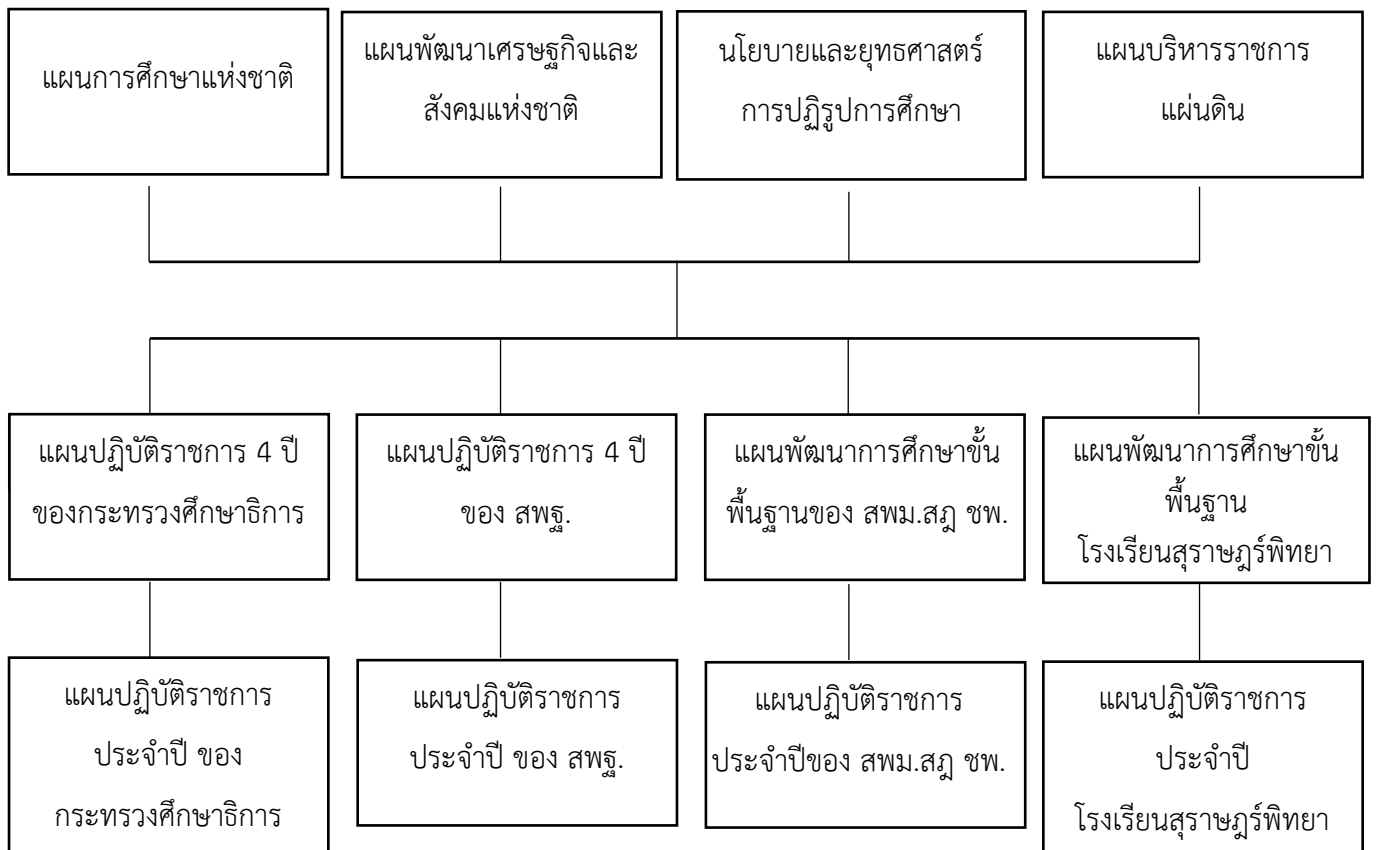 แผนการศึกษาแห่งชาติ
แผนพัฒนาเศรษฐกิจและ
สังคมแห่งชาติ
นโยบายและยุทธศาสตร์
การปฏิรูปการศึกษา
แผนบริหารราชการ
แผ่นดิน
แผนปฏิบัติราชการ 4 ปี
ของกระทรวงศึกษาธิการ
แผนปฏิบัติราชการ 4 ปี
ของ สพฐ.
แผนพัฒนาการศึกษาขั้น
พื้นฐานของ สพม.สฎ ชพ.
แผนพัฒนาการศึกษาขั้น
พื้นฐาน
โรงเรียนสุราษฎร์พิทยา
แผนปฏิบัติราชการ
ประจำปี ของ
กระทรวงศึกษาธิการ
แผนปฏิบัติราชการ
ประจำปี ของ สพฐ.
แผนปฏิบัติราชการ
ประจำปีของ สพม.สฎ ชพ.
แผนปฏิบัติราชการ
ประจำปี
โรงเรียนสุราษฎร์พิทยา